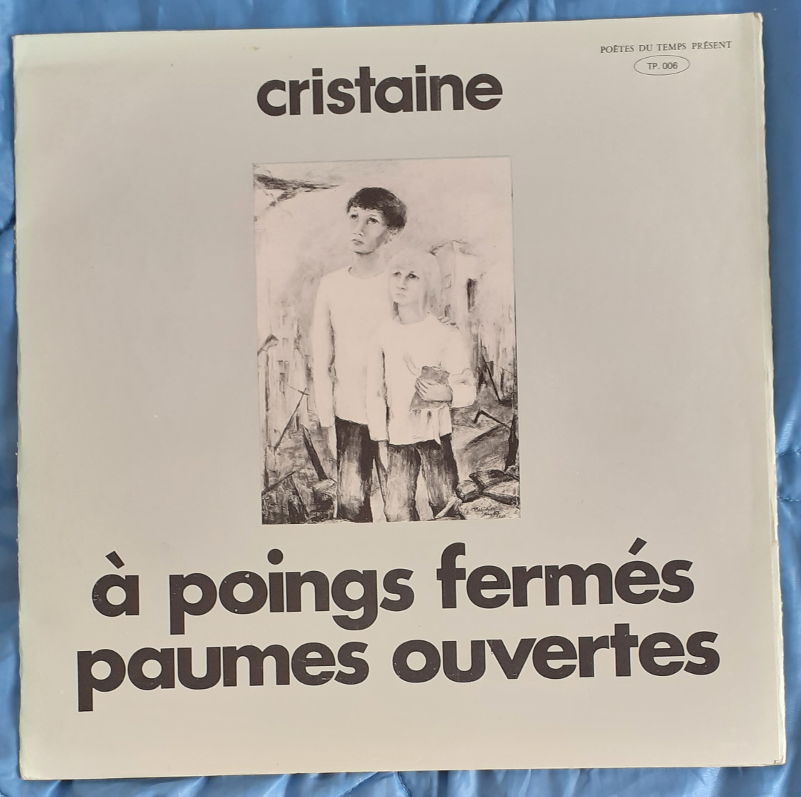 POÈTES DU TEMPS PRÉSENT
TP. 006
cristaine
à poings fermés
paumes ouvertes